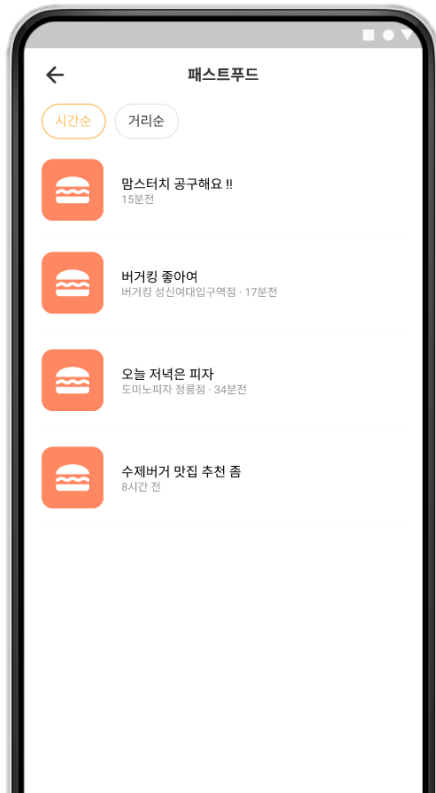 패스트푸드
시간순 거리순
맘스터치 공구해요 !!
15분전
버거킹 좋아여
버거킹 성신여대입구역점 · 17분전
오늘 저녁은 피자
도미노피자 정릉점 · 34분전
수제버거 맛집 추천 좀
8시간 전